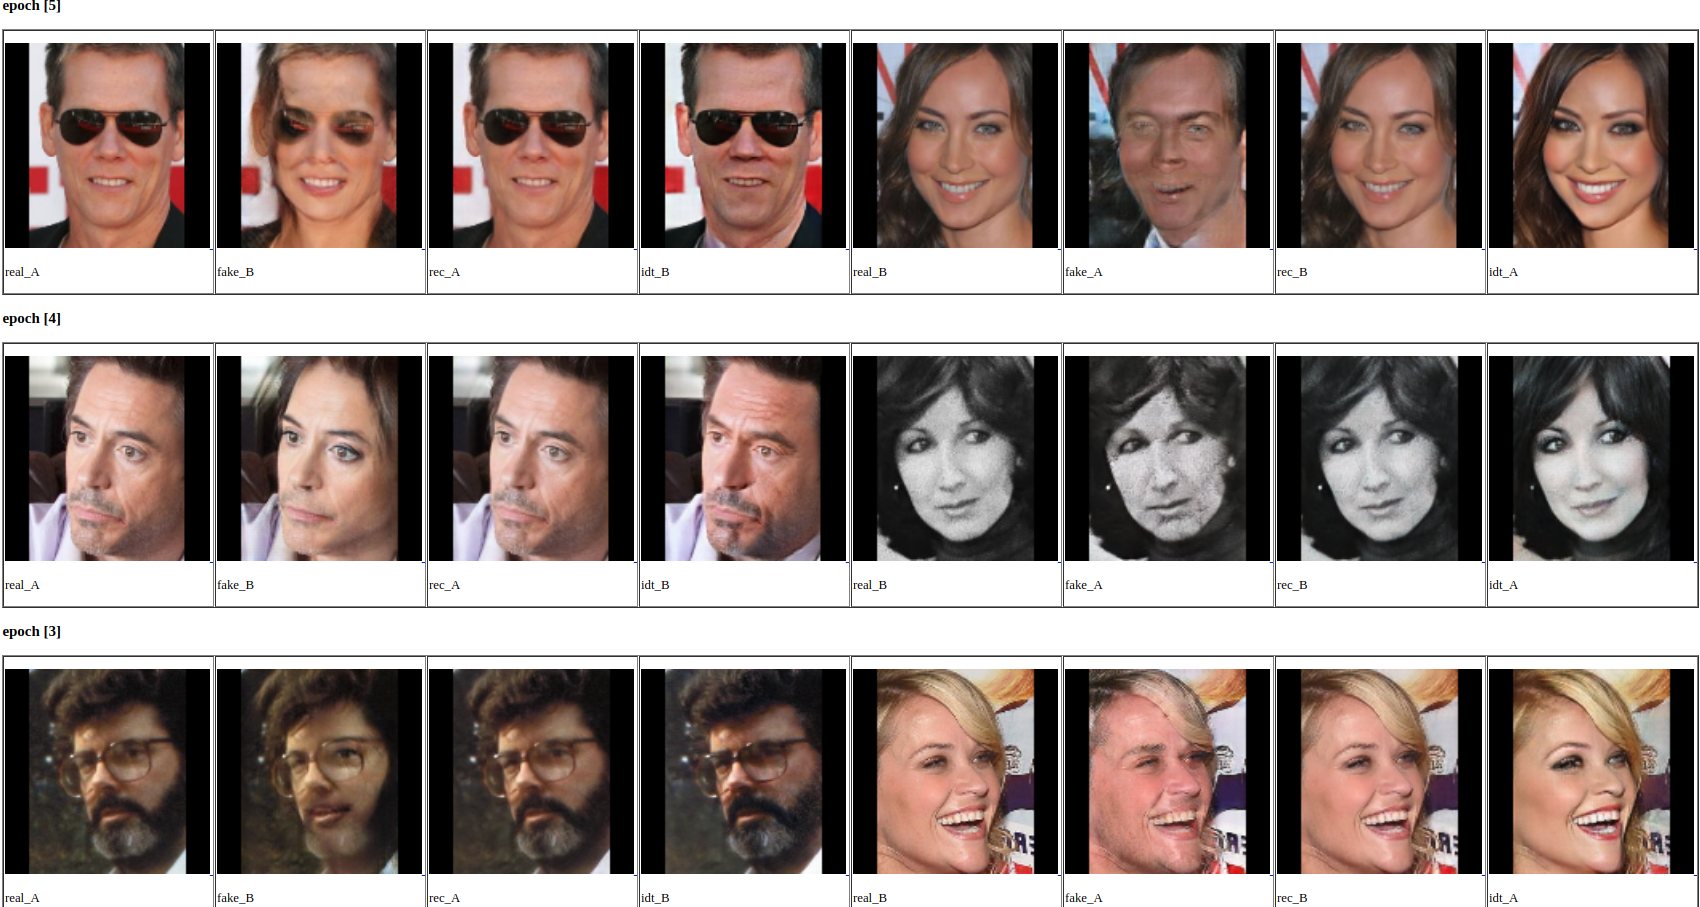 epoch [5]
real_A fake_B rec_A idt_B real_B fake_A rec_B idt_A
epoch [4]
real_A fake_B rec_A idt_B real_B fake_A rec_B idt_A
epoch [3]
real_A fake_B rec_A idt_B real_B fake_A rec_B idt_A